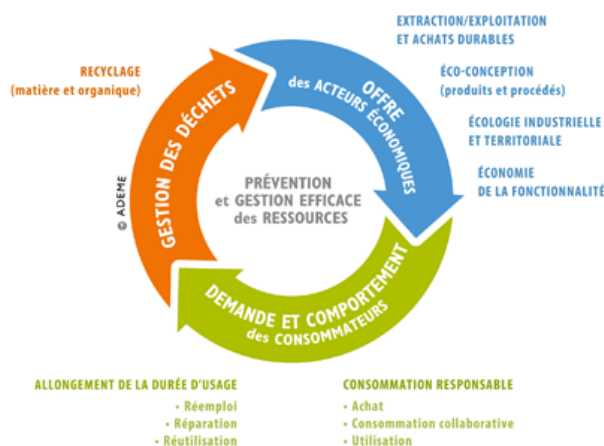 EXTRACTION/EXPLOITATION
ET ACHATS DURABLES
RECYCLAGE
(matière et organique)
ÉCO-CONCEPTION
(produits et procédés)
ÉCOLOGIE INDUSTRIELLE
ET TERRITORIALE
ÉCONOMIE
DE LA FONCTIONNALITÉ
OFFRE
des ACTEURS ÉCONOMIQUES
GESTION DES DÉCHETS
PRÉVENTION
et GESTION EFFICACE
des RESSOURCES
© ADEME
DEMANDE ET COMPORTEMENT
des CONSOMMATEURS
ALLONGEMENT DE LA DURÉE D'USAGE
• Réemploi
• Réparation
• Réutilisation
CONSOMMATION RESPONSABLE
• Achat
• Consommation collaborative
• Utilisation